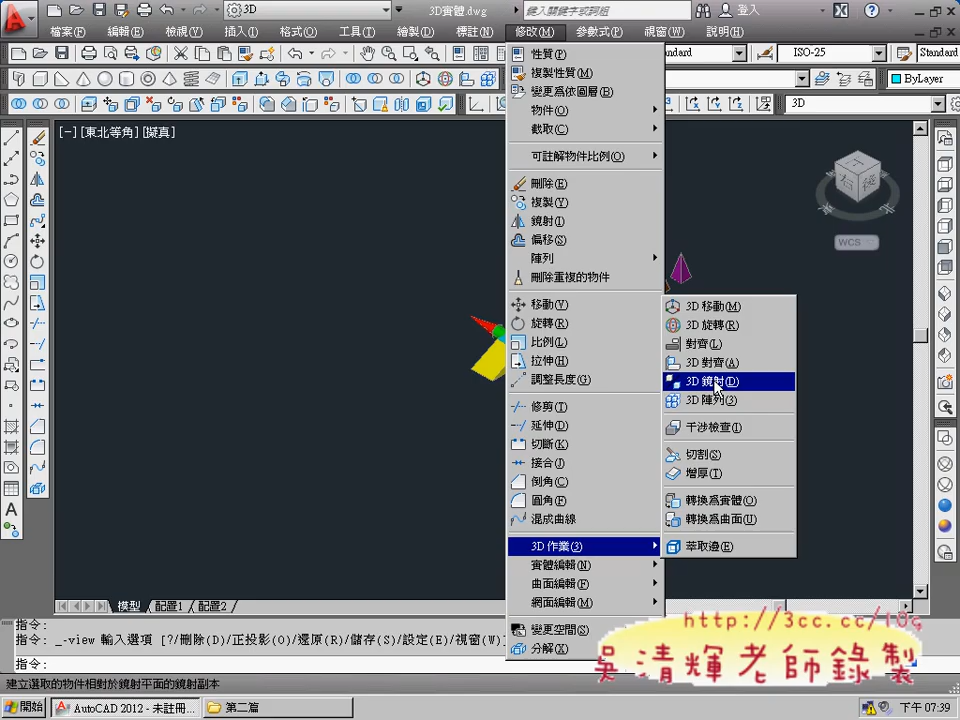 3D
3D實體.dwg
鍵入關鍵字或詞組
登入
檔案(F)
編輯(E)
檢視(V)
插入(I)
格式(O)
工具(T)
繪製(D)
標註(N)
修改(M)
參數式(P)
視窗(W)
說明(H)
ISO-25
Standard
ByLayer
3D
[−][東北等角][擬真]
性質(P)
複製性質(M)
變更為依圖層(B)
物件(O)
截取(C)
可註解物件比例(O)
刪除(E)
複製(Y)
鏡射(I)
偏移(S)
陣列
刪除重複的物件
移動(V)
旋轉(R)
比例(L)
拉伸(H)
調整長度(G)
修剪(T)
延伸(D)
切斷(K)
接合(J)
倒角(C)
圓角(F)
混成曲線
3D 作業(3)
實體編輯(N)
曲面編輯(F)
網面編輯(M)
變更空間(S)
分解(X)
3D 移動(M)
3D 旋轉(R)
對齊(L)
3D 對齊(A)
3D 鏡射(D)
3D 陣列(3)
干涉檢查(I)
切割(S)
增厚(T)
轉換為實體(O)
轉換為曲面(U)
萃取邊(E)
上
右
後
WCS
模型
配置1
配置2
指令:
指令: _-view 輸入選項 [?/刪除(D)/正投影(O)/還原(R)/儲存(S)/設定(E)/視窗(W)
指令:
建立選取的物件相對於鏡射平面的鏡射副本
http://3cc.cc/10g
吳清輝老師錄製
開始
AutoCAD 2012 - 未註冊...
第二篇
下午 07:39